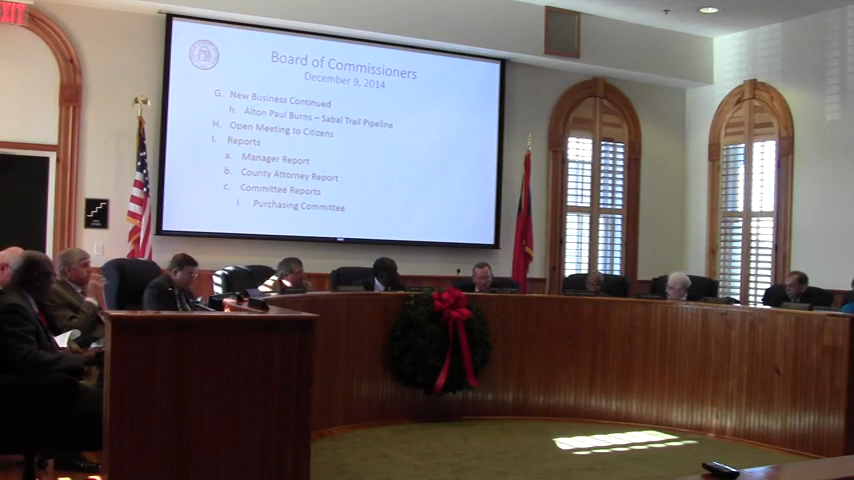 EXIT
Board of Commissioners
December 9, 2014
G. New Business Continued
h. Alton Paul Burns – Sabal Trail Pipeline
H. Open Meeting to Citizens
I. Reports
a. Manager Report
b. County Attorney Report
c. Committee Reports
i. Purchasing Committee